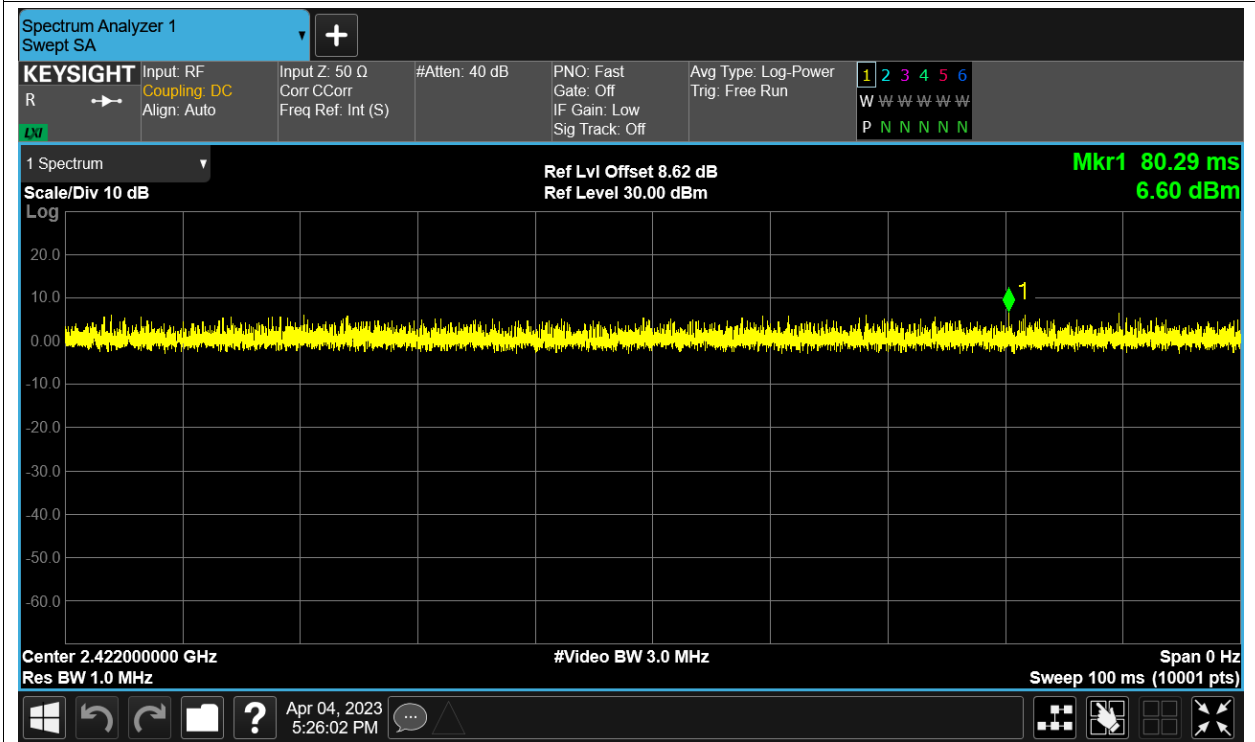 Spectrum Analyzer 1
Swept SA
+
KEYSIGHT
R
LXI
Input: RF
Coupling: DC
Align: Auto
Input Z: 50 Ω
Corr CCorr
Freq Ref: Int (S)
#Atten: 40 dB
PNO: Fast
Gate: Off
IF Gain: Low
Sig Track: Off
Avg Type: Log-Power
Trig: Free Run
1 2 3 4 5 6
W W W W W W
P N N N N N
1 Spectrum
Scale/Div 10 dB
Log
Ref Lvl Offset 8.62 dB
Ref Level 30.00 dBm
Mkr1 80.29 ms
6.60 dBm
20.0
10.0
1
0.00
-10.0
-20.0
-30.0
-40.0
-50.0
-60.0
Center 2.422000000 GHz
Res BW 1.0 MHz
#Video BW 3.0 MHz
Span 0 Hz
Sweep 100 ms (10001 pts)
?
Apr 04, 2023
5:26:02 PM